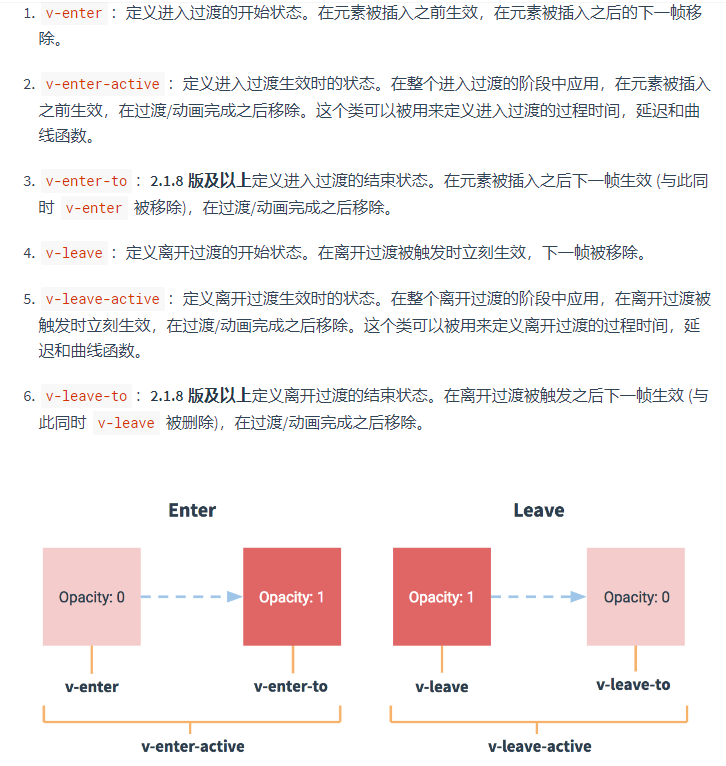 1. v-enter ：定义进入过渡的开始状态。在元素被插入之前生效，在元素被插入之后的下一帧移
除。
2. v-enter-active ：定义进入过渡生效时的状态。在整个进入过渡的阶段中应用，在元素被插入
之前生效，在过渡/动画完成之后移除。这个类可以被用来定义进入过渡的过程时间，延迟和曲
线函数。
3. v-enter-to ：2.1.8 版及以上定义进入过渡的结束状态。在元素被插入之后下一帧生效 (与此同
时 v-enter 被移除)，在过渡/动画完成之后移除。
4. v-leave ：定义离开过渡的开始状态。在离开过渡被触发时立刻生效，下一帧被移除。
5. v-leave-active ：定义离开过渡生效时的状态。在整个离开过渡的阶段中应用，在离开过渡被
触发时立刻生效，在过渡/动画完成之后移除。这个类可以被用来定义离开过渡的过程时间，延
迟和曲线函数。
6. v-leave-to ：2.1.8 版及以上定义离开过渡的结束状态。在离开过渡被触发之后下一帧生效 (与
此同时 v-leave 被删除)，在过渡/动画完成之后移除。
Enter
Leave
Opacity: 0
Opacity: 1
Opacity: 1
Opacity: 0
v-enter
v-enter-to
v-leave
v-leave-to
v-enter-active
v-leave-active